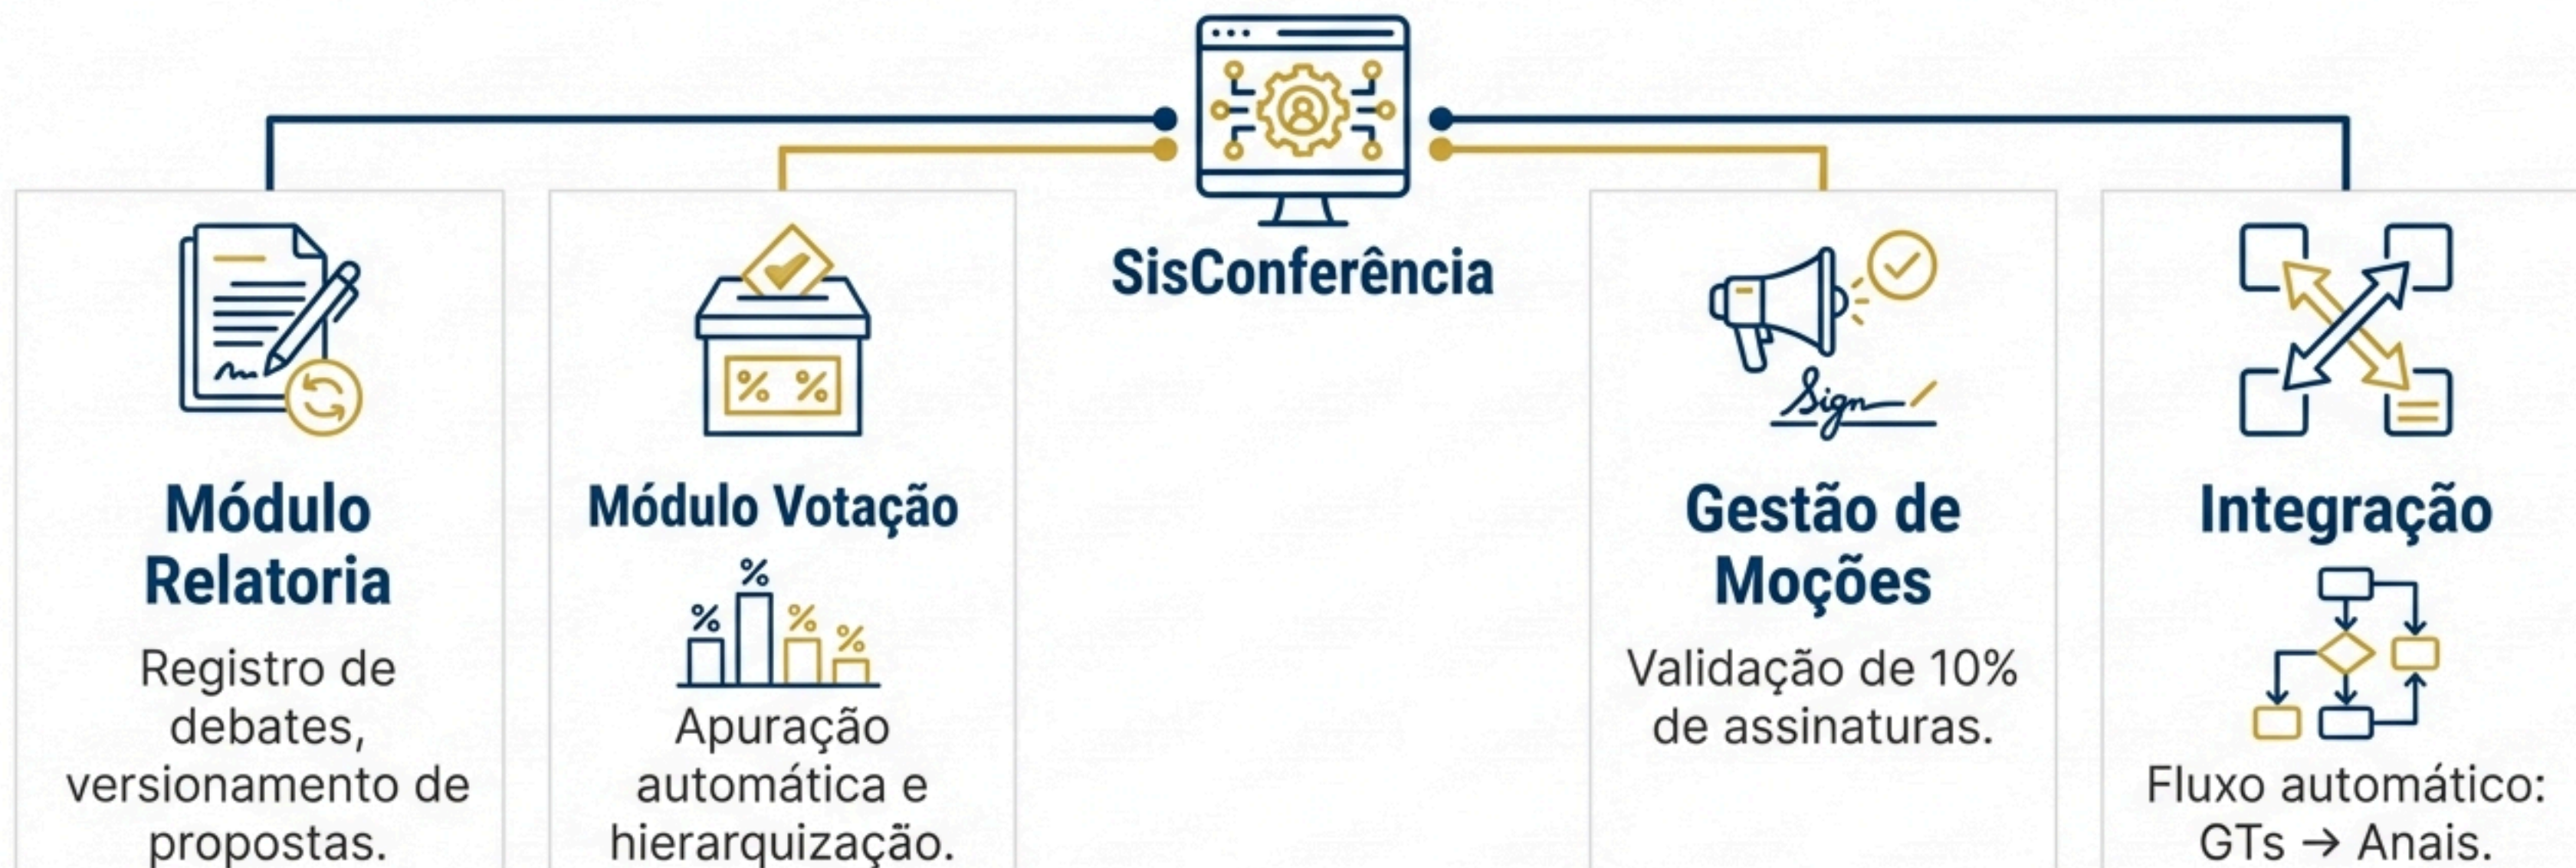 SisConferência
Módulo
Relatoria
Registro de
debates,
versionamento de
propostas.
% %
Módulo Votação
%
% %
%
Apuração
automática e
hierarquização.
Sign
Gestão de
Moções
Validação de 10%
de assinaturas.
Integração
Fluxo automático:
GTs → Anais.